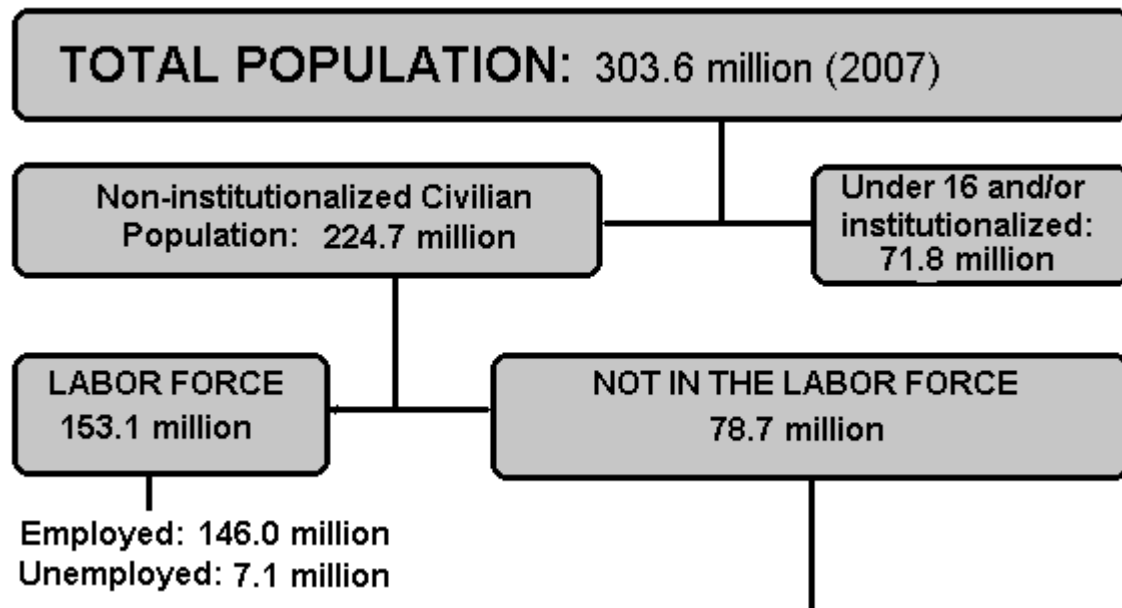 TOTAL POPULATION: 303.6 million (2007)
Non-institutionalized Civilian
Population: 224.7 million
Under 16 and/or
institutionalized:
71.8 million
LABOR FORCE
153.1 million
NOT IN THE LABOR FORCE
78.7 million
Employed: 146.0 million
Unemployed: 7.1 million